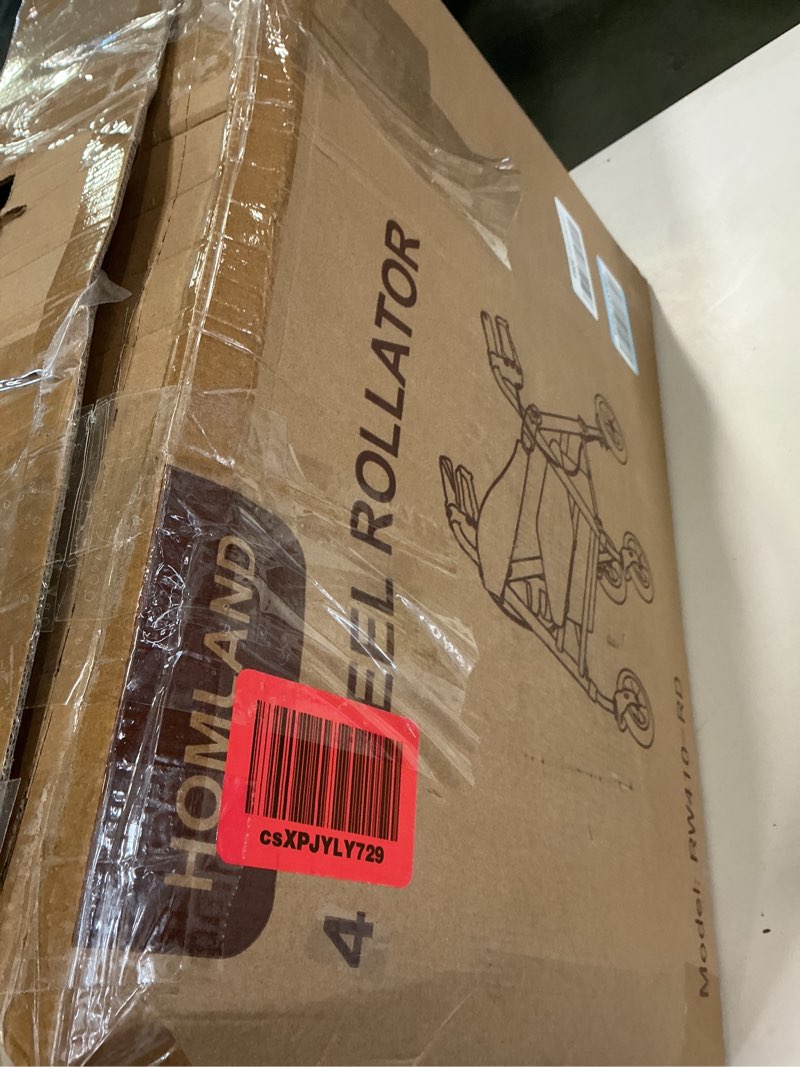 HOMLAND
4 EEL ROLLATOR
csXPJYLY729
Model: RW410-RD